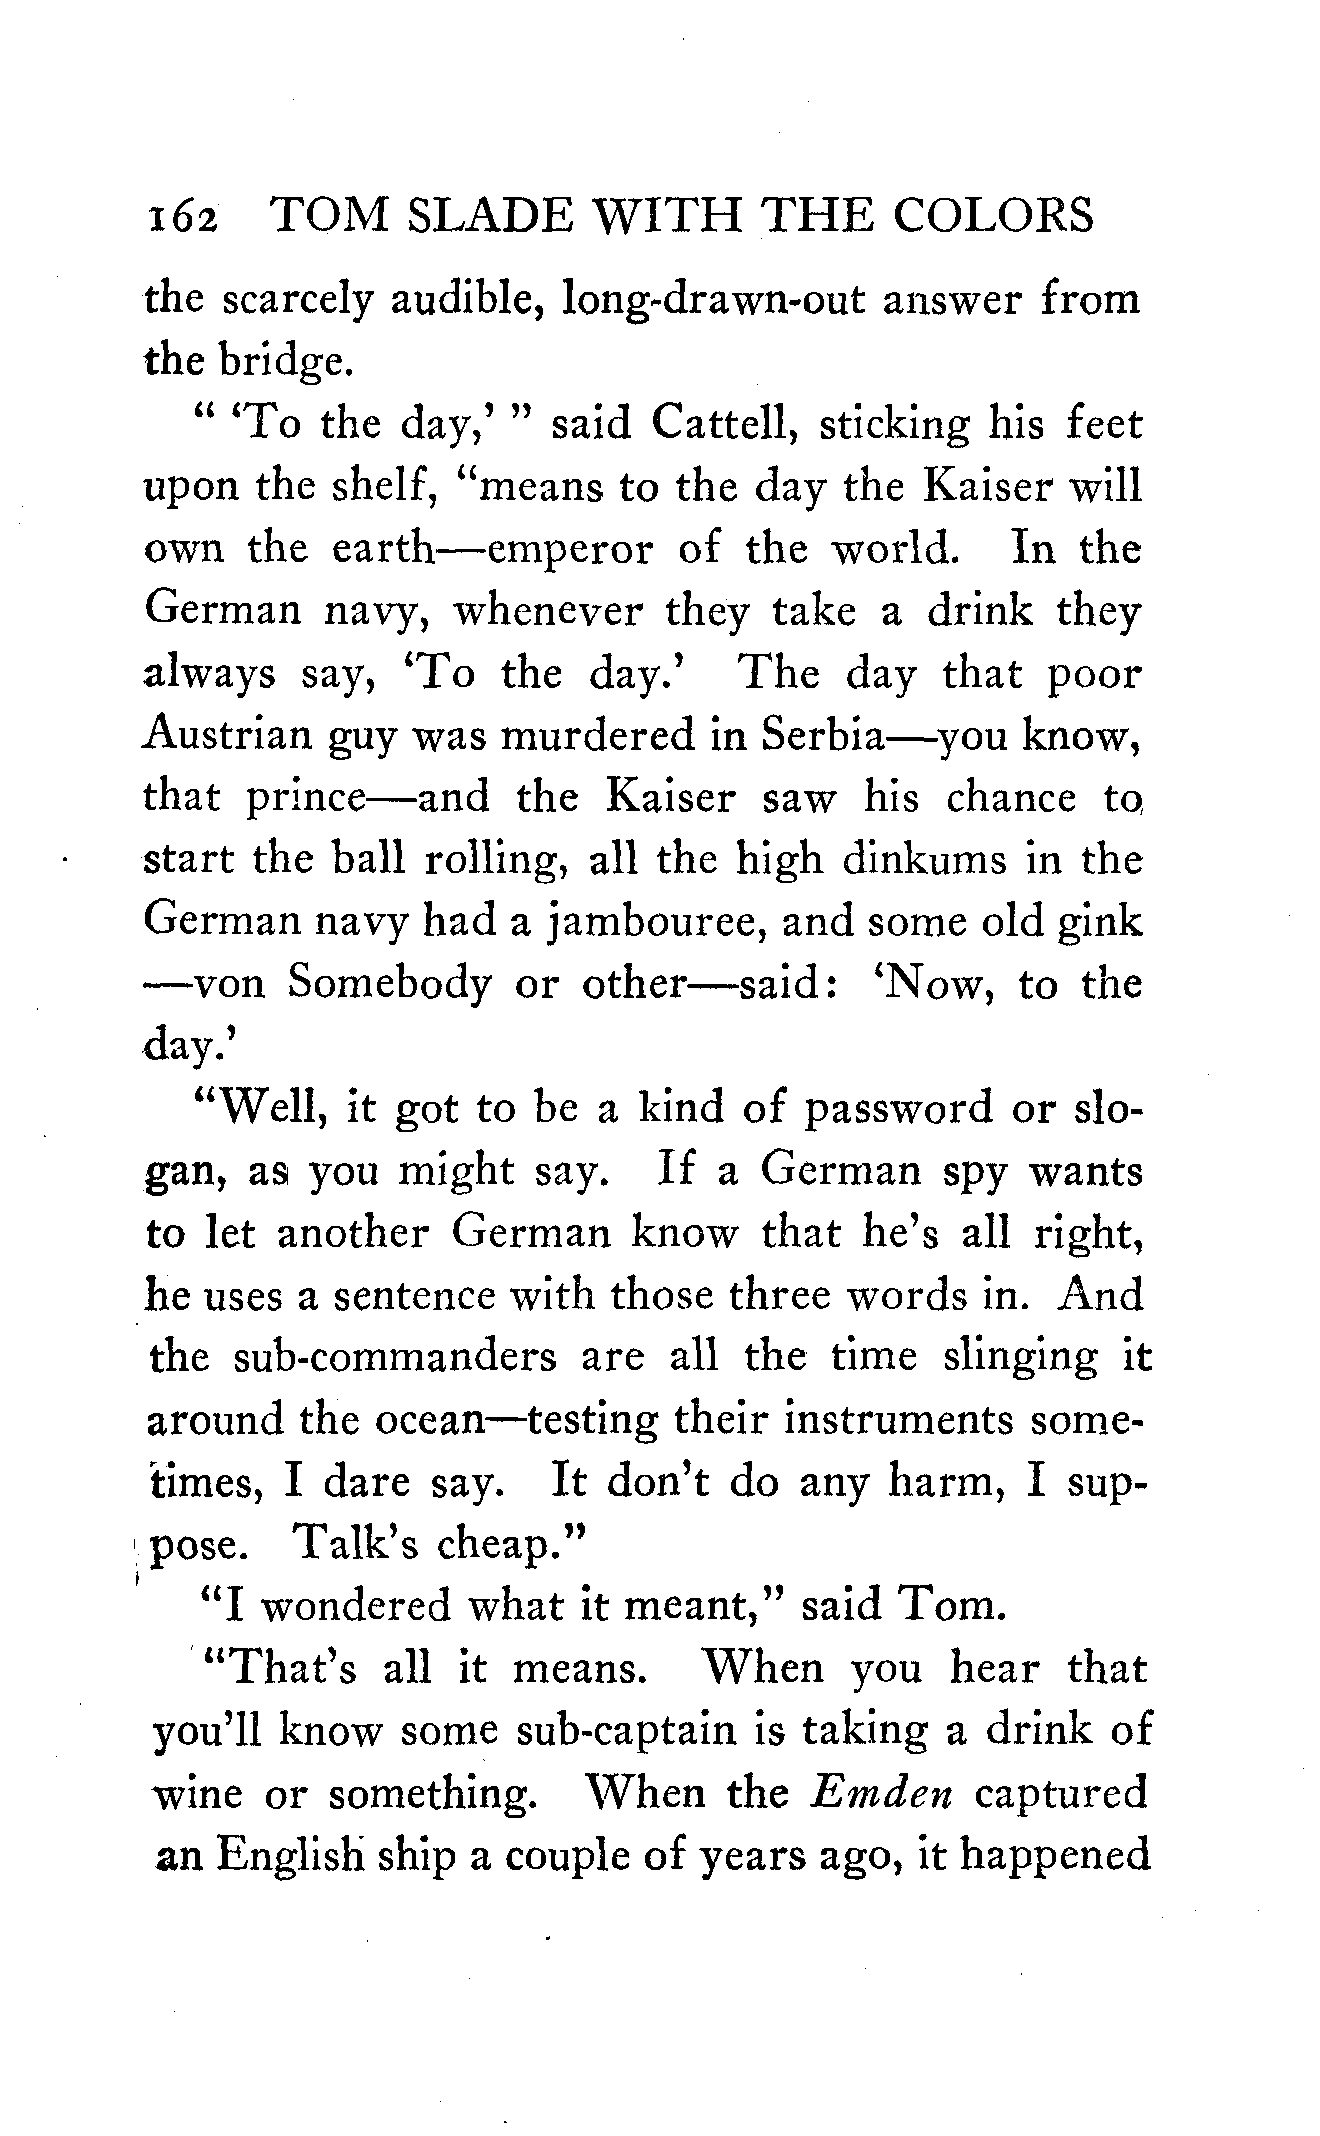 162 TOM SLADE WITH THE COLORS
the scarcely audible, long-drawn-out answer from
the bridge.
" 'To the day,' " said Cattell, sticking his feet
upon the shelf, "means to the day the Kaiser will
own the earth—emperor of the world. In the
German navy, whenever they take a drink they
always say, 'To the day.' The day that poor
Austrian guy was murdered in Serbia—you know,
that prince—and the Kaiser saw his chance to
start the ball rolling, all the high dinkums in the
German navy had a jambouree, and some old gink
—von Somebody or other—said: 'Now, to the
day.'
"Well, it got to be a kind of password or slo-
gan, as you might say. If a German spy wants
to let another German know that he's all right,
he uses a sentence with those three words in. And
the sub-commanders are all the time slinging it
around the ocean—testing their instruments some-
times, I dare say. It don't do any harm, I sup-
pose. Talk's cheap."
"I wondered what it meant," said Tom.
"That's all it means. When you hear that
you'll know some sub-captain is taking a drink of
wine or something. When the Emden captured
an English ship a couple of years ago, it happened